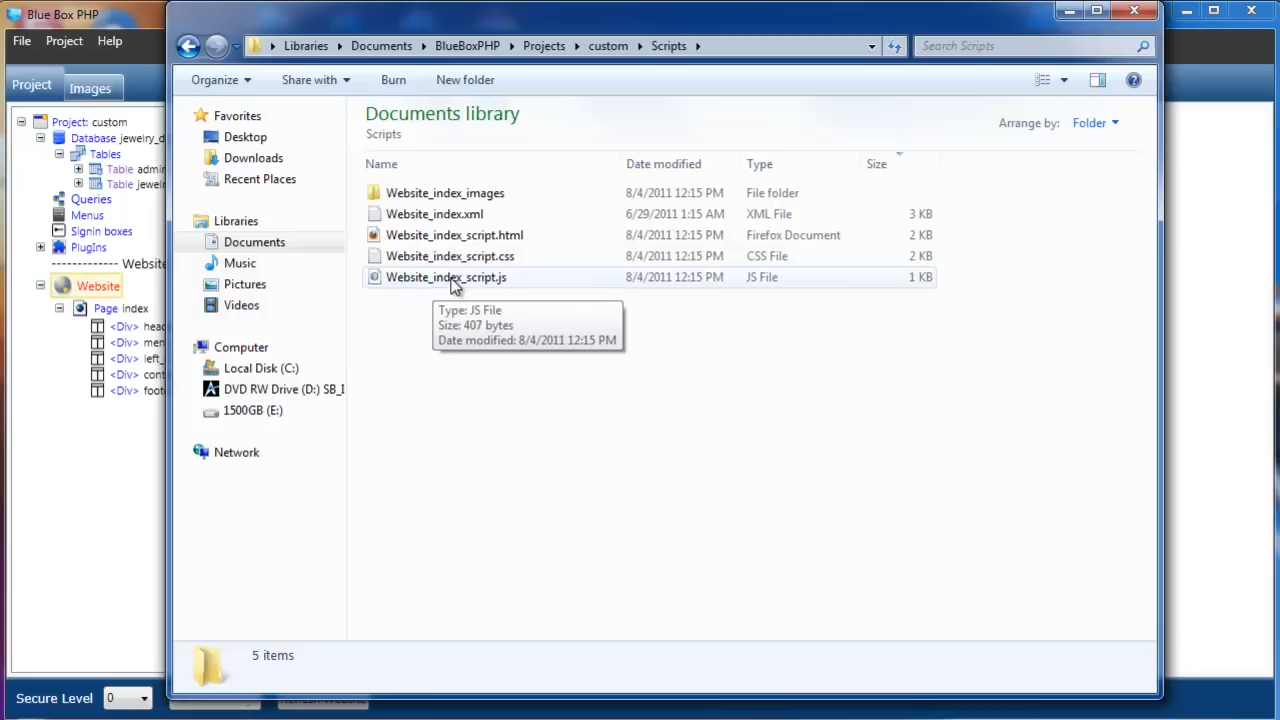 Blue Box PHP
File Project Help
Project Images
Project: custom
Database jewelry_d
Tables
Table admi
Table jewel
Queries
Menus
Signin boxes
PlugIns
------------ Website
Website
Page index
<Div> head
<Div> men
<Div> left_
<Div> cont
<Div> foote
Secure Level 0
Refresh Website
Libraries Documents BlueBoxPHP Projects custom Scripts
Search Scripts
Organize Share with Burn New folder
Favorites
Desktop
Downloads
Recent Places
Libraries
Documents
Music
Pictures
Videos
Computer
Local Disk (C:)
DVD RW Drive (D:) SB_I
1500GB (E:)
Network
Documents library
Scripts
Arrange by: Folder
Name Date modified Type Size
Website_index_images 8/4/2011 12:15 PM File folder
Website_index.xml 6/29/2011 1:15 AM XML File 3 KB
Website_index_script.html 8/4/2011 12:15 PM Firefox Document 2 KB
Website_index_script.css 8/4/2011 12:15 PM CSS File 2 KB
Website_index_script.js 8/4/2011 12:15 PM JS File 1 KB
Type: JS File
Size: 407 bytes
Date modified: 8/4/2011 12:15 PM
5 items